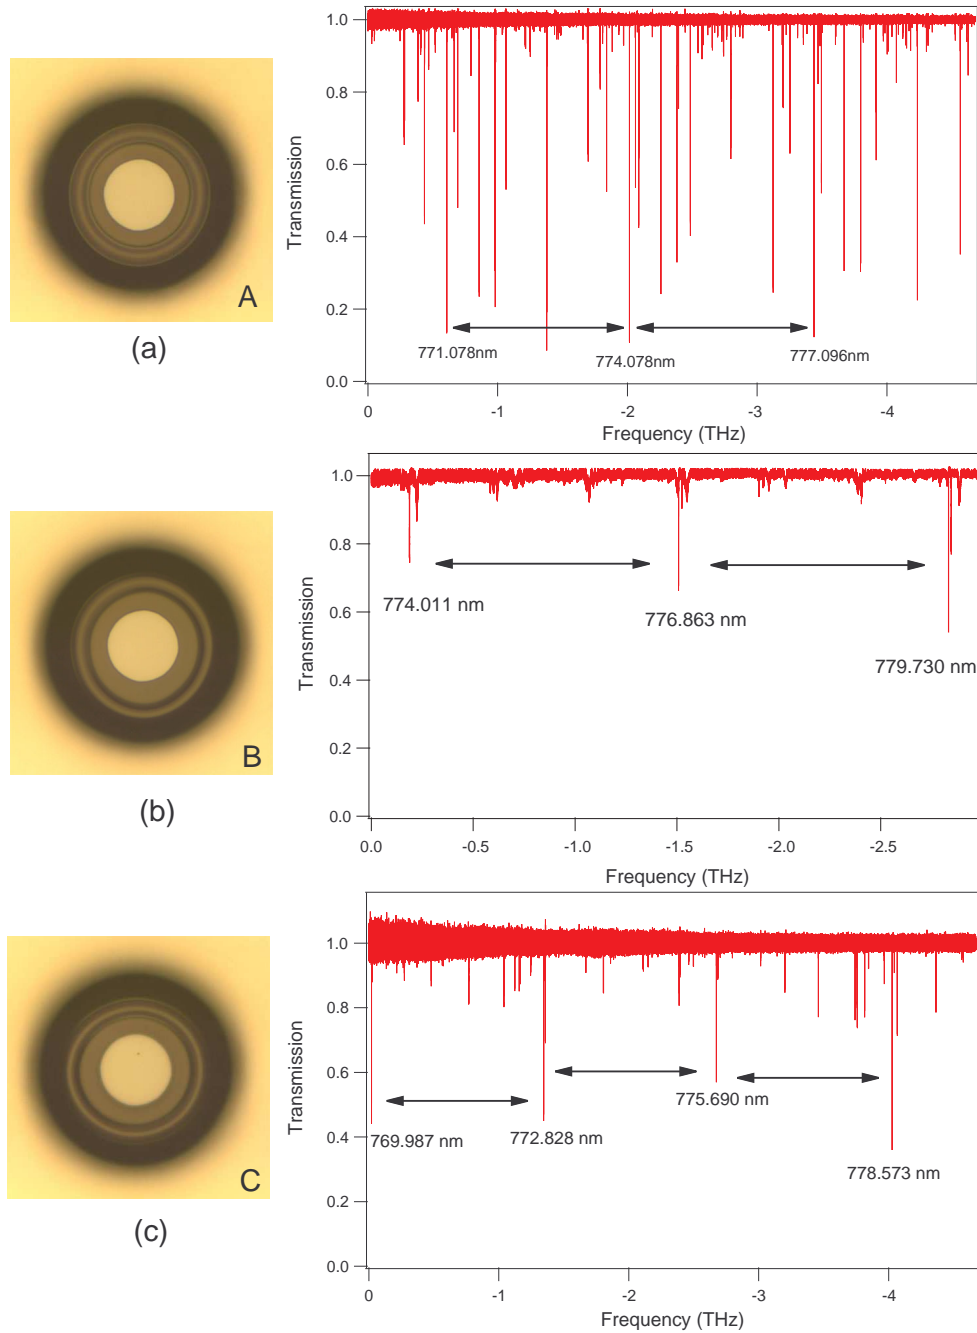 A
(a)
Transmission
1.0
0.8
0.6
0.4
0.2
0.0
771.078nm
774.078nm
777.096nm
0
-1
-2
-3
-4
Frequency (THz)
B
(b)
Transmission
1.0
0.8
0.6
0.4
0.2
0.0
774.011 nm
776.863 nm
779.730 nm
0.0
-0.5
-1.0
-1.5
-2.0
-2.5
Frequency (THz)
C
(c)
Transmission
1.0
0.8
0.6
0.4
0.2
0.0
769.987 nm
772.828 nm
775.690 nm
778.573 nm
0
-1
-2
-3
-4
Frequency (THz)